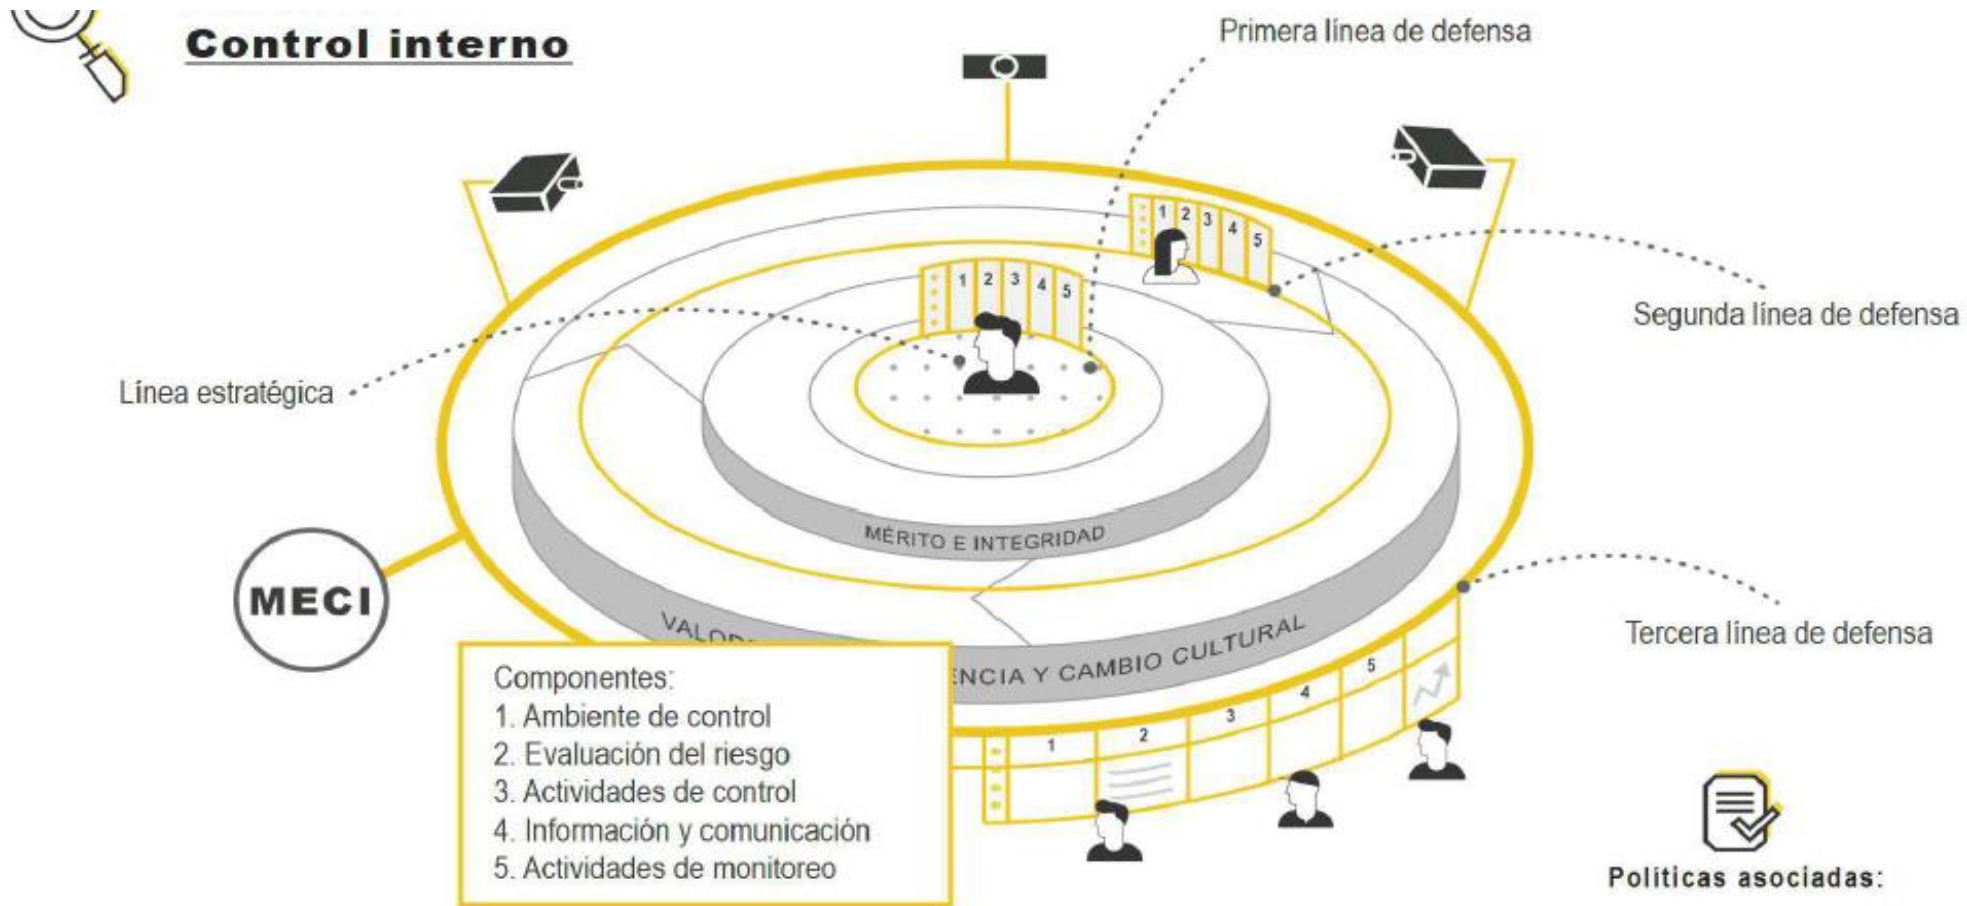 Control interno
Primera línea de defensa
1 2 3 4 5
1 2 3 4 5
Segunda línea de defensa
Línea estratégica
MÉRITO E INTEGRIDAD
MECI
Y CAMBIO CULTURAL
Tercera línea de defensa
1 2 3 4 5
Componentes:
1. Ambiente de control
2. Evaluación del riesgo
3. Actividades de control
4. Información y comunicación
5. Actividades de monitoreo
Políticas asociadas: